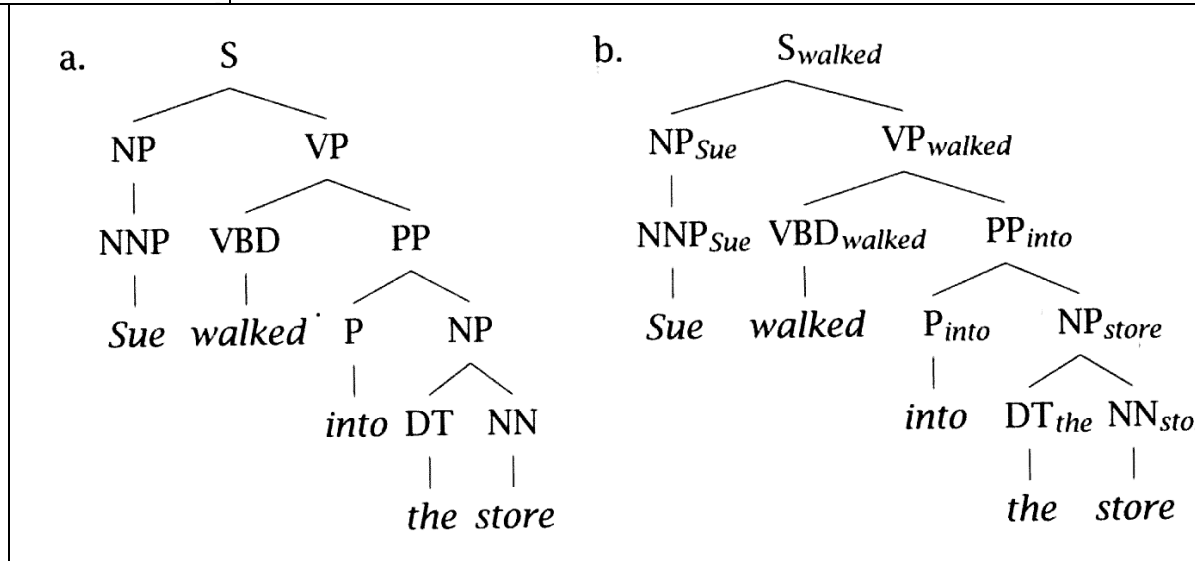 a. S b. Swalked
NP VP NPSue VPwalked
NNP VBD PP NNPSue VBDwalked PPinto
Sue walked P NP Sue walked Pinto NPstore
into DT NN into DTthe NNsto
the store the store